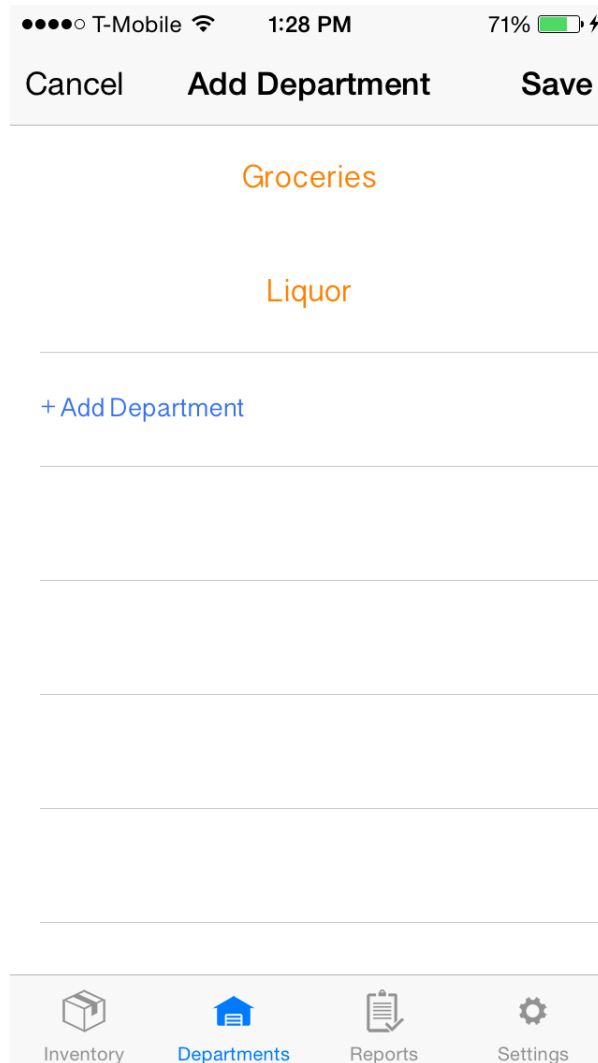 T-Mobile 1:28 PM 71%
Cancel Add Department Save
Groceries
Liquor
+ Add Department
Inventory Departments Reports Settings